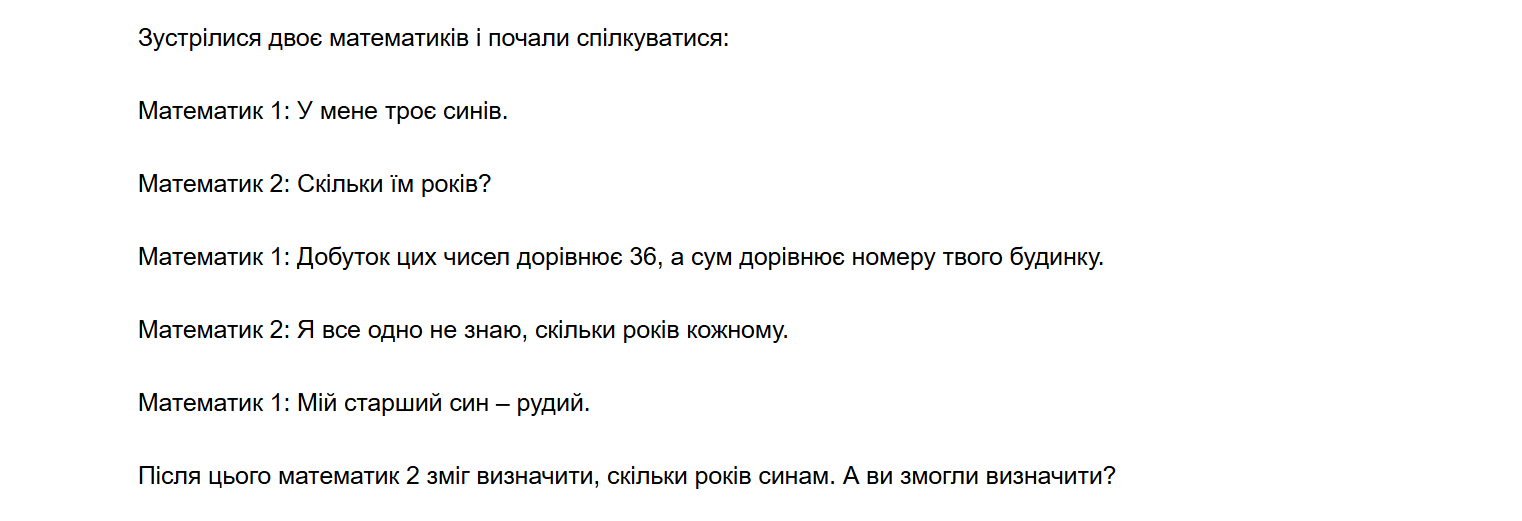 Зустрілися двоє математиків і почали спілкуватися:
Математик 1: У мене троє синів.
Математик 2: Скільки їм років?
Математик 1: Добуток цих чисел дорівнює 36, а сум дорівнює номеру твого будинку.
Математик 2: Я все одно не знаю, скільки років кожному.
Математик 1: Мій старший син – рудий.
Після цього математик 2 зміг визначити, скільки років синам. А ви змогли визначити?